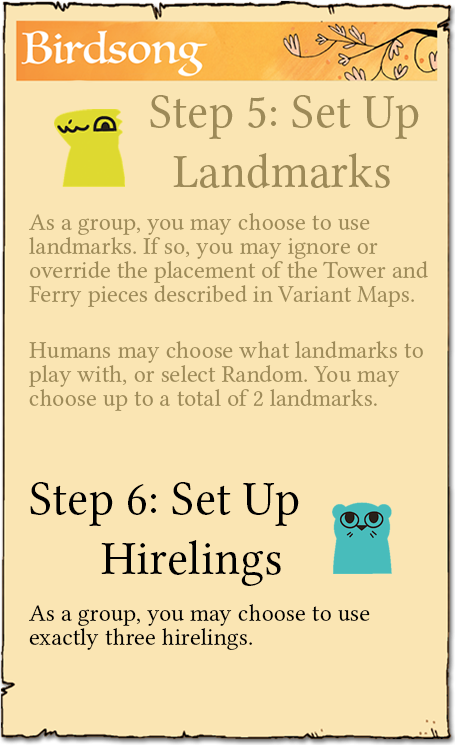 Birdsong
Step 5: Set Up
Landmarks
As a group, you may choose to use
landmarks. If so, you may ignore or
override the placement of the Tower and
Ferry pieces described in Variant Maps.
Humans may choose what landmarks to
play with, or select Random. You may
choose up to a total of 2 landmarks.
Step 6: Set Up
Hirelings
As a group, you may choose to use
exactly three hirelings.